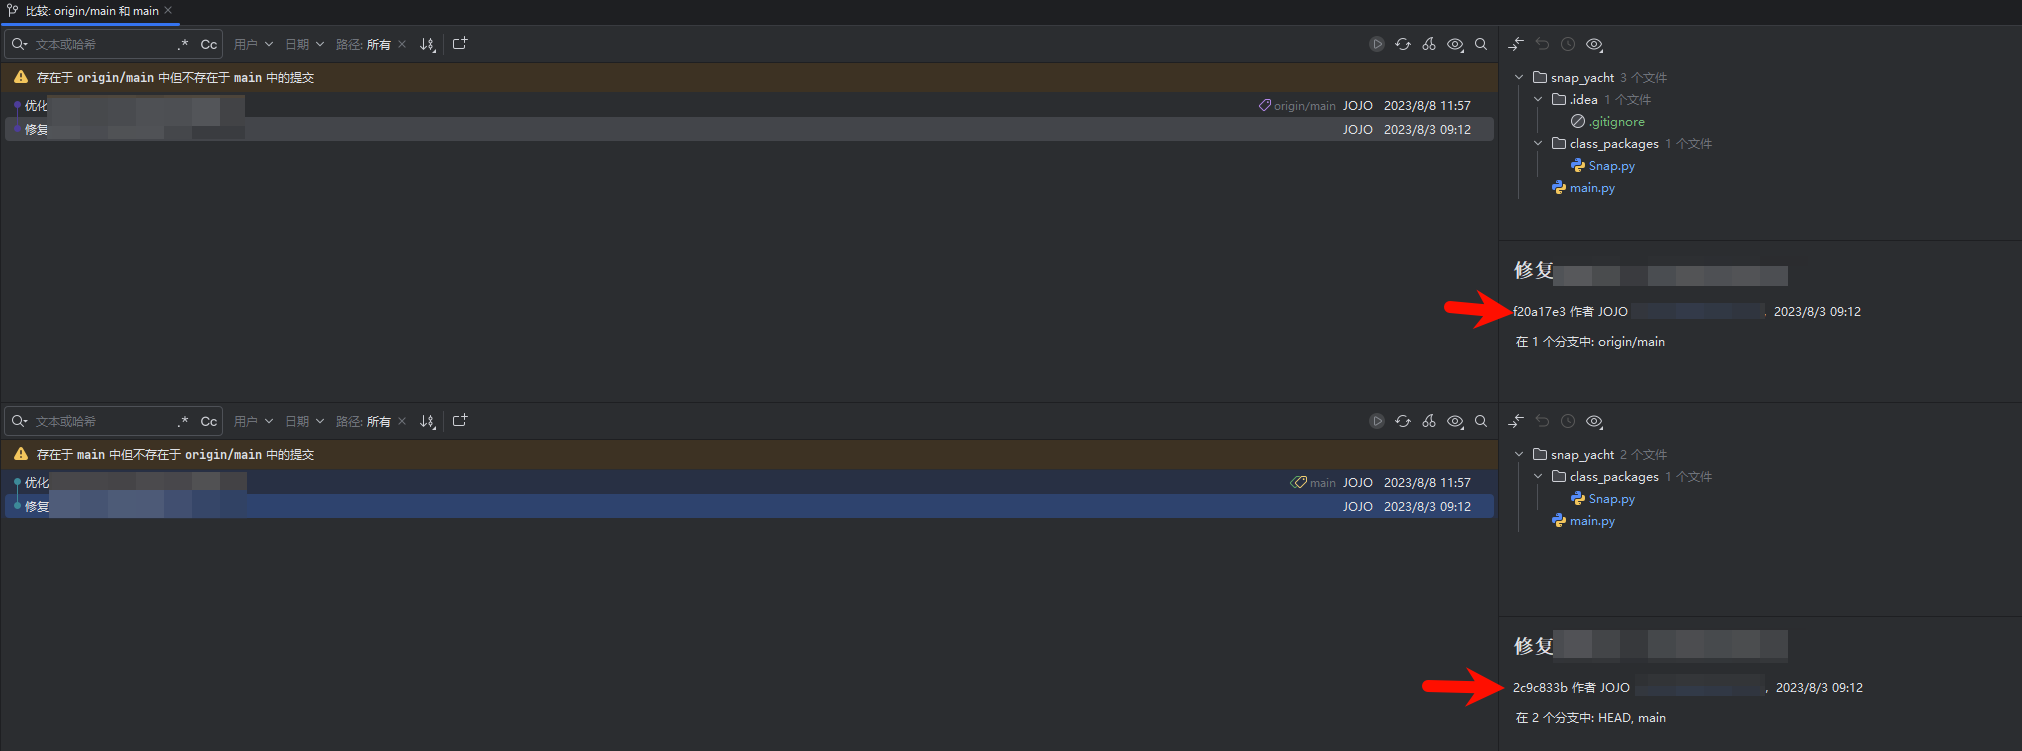 比较: origin/main 和 main
文本或哈希 .* Cc 用户 日期 路径: 所有
存在于 origin/main 中但不存在于 main 中的提交
优化 origin/main JOJO 2023/8/8 11:57
修复 JOJO 2023/8/3 09:12
snap_yacht 3 个文件
.idea 1 个文件
.gitignore
class_packages 1 个文件
Snap.py
main.py
修复
f20a17e3 作者 JOJO , 2023/8/3 09:12
在 1 个分支中: origin/main
文本或哈希 .* Cc 用户 日期 路径: 所有
存在于 main 中但不存在于 origin/main 中的提交
优化 main JOJO 2023/8/8 11:57
修复 JOJO 2023/8/3 09:12
snap_yacht 2 个文件
class_packages 1 个文件
Snap.py
main.py
修复
2c9c833b 作者 JOJO , 2023/8/3 09:12
在 2 个分支中: HEAD, main